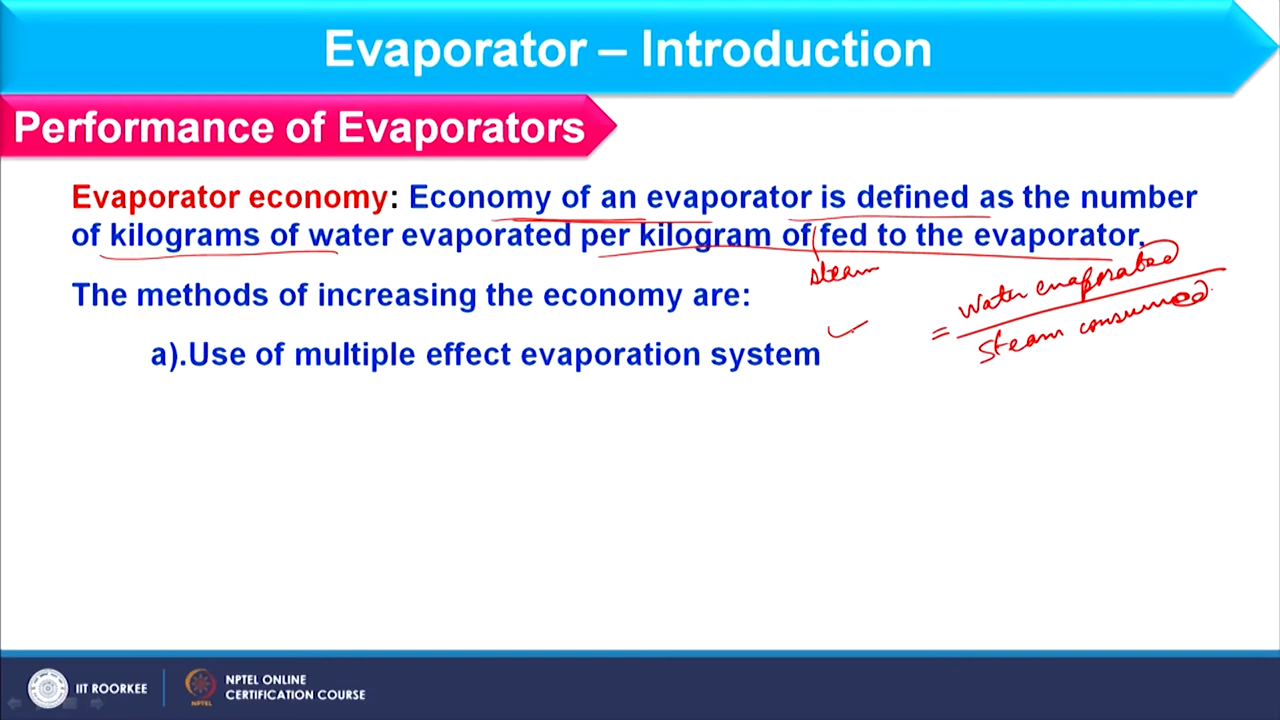 Evaporator – Introduction
Performance of Evaporators
Evaporator economy: Economy of an evaporator is defined as the number
of kilograms of water evaporated per kilogram of fed to the evaporator.
steam
= Water evaporated
Steam consumed
The methods of increasing the economy are:
a).Use of multiple effect evaporation system
IIT ROORKEE
NPTEL
NPTEL ONLINE
CERTIFICATION COURSE